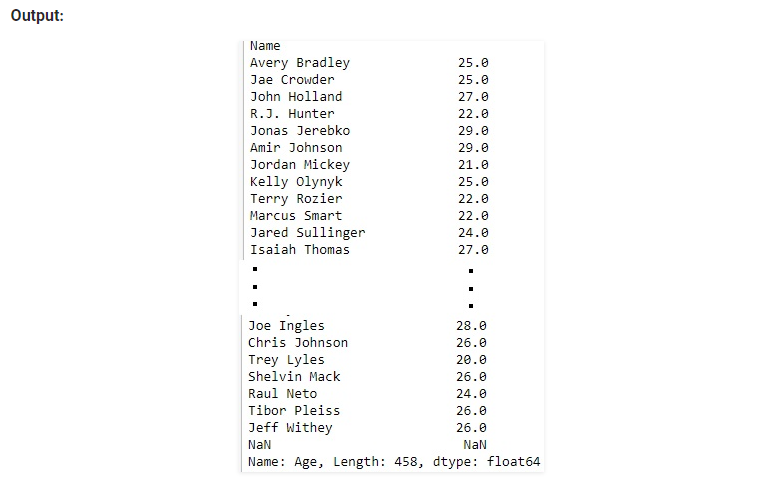 Output:
Name
Avery Bradley 25.0
Jae Crowder 25.0
John Holland 27.0
R.J. Hunter 22.0
Jonas Jerebko 29.0
Amir Johnson 29.0
Jordan Mickey 21.0
Kelly Olynyk 25.0
Terry Rozier 22.0
Marcus Smart 22.0
Jared Sullinger 24.0
Isaiah Thomas 27.0
Joe Ingles 28.0
Chris Johnson 26.0
Trey Lyles 20.0
Shelvin Mack 26.0
Raul Neto 24.0
Tibor Pleiss 26.0
Jeff Withey 26.0
NaN NaN
Name: Age, Length: 458, dtype: float64